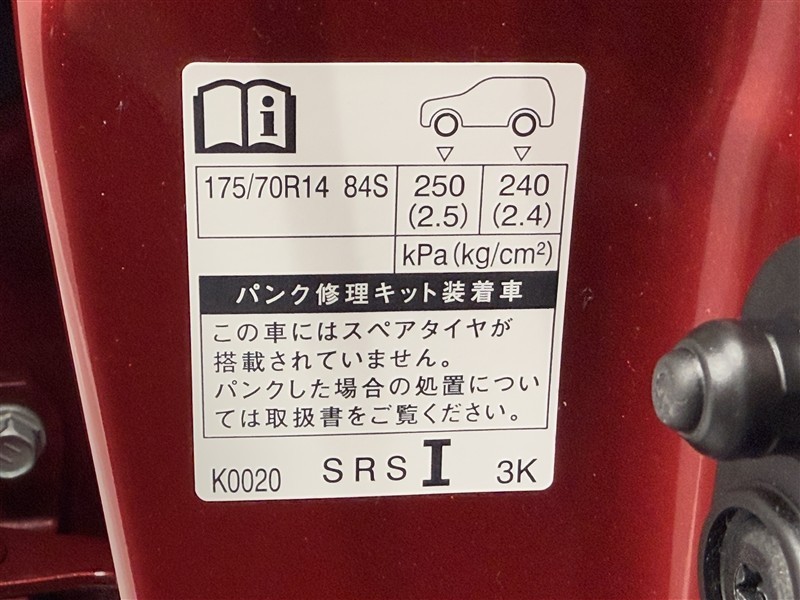 175/70R14 84S 250 240
(2.5) (2.4)
kPa(kg/cm²)
パンク修理キット装着車
この車にはスペアタイヤが
搭載されていません。
パンクした場合の処置につい
ては取扱書をご覧ください。
K0020 SRS I 3K